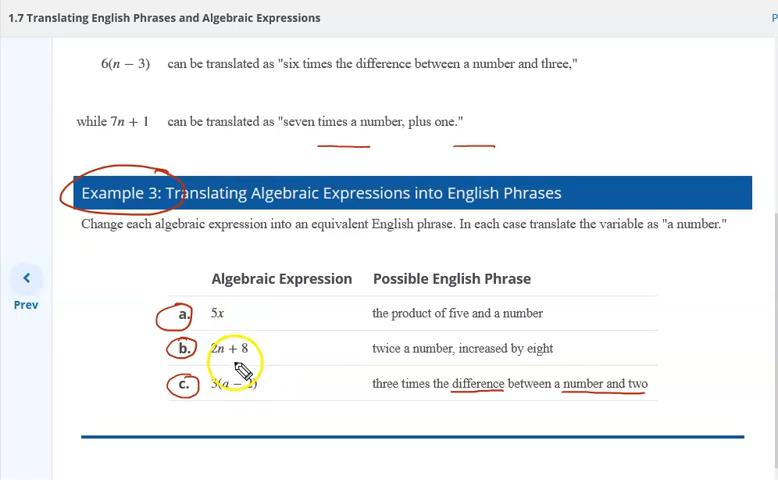 1.7 Translating English Phrases and Algebraic Expressions
P
6(n − 3) can be translated as "six times the difference between a number and three,"
while 7n + 1 can be translated as "seven times a number, plus one."
Example 3: Translating Algebraic Expressions into English Phrases
Change each algebraic expression into an equivalent English phrase. In each case translate the variable as "a number."
Prev
Algebraic Expression Possible English Phrase
a. 5x the product of five and a number
b. 2n + 8 twice a number, increased by eight
c. 3(a − 2) three times the difference between a number and two